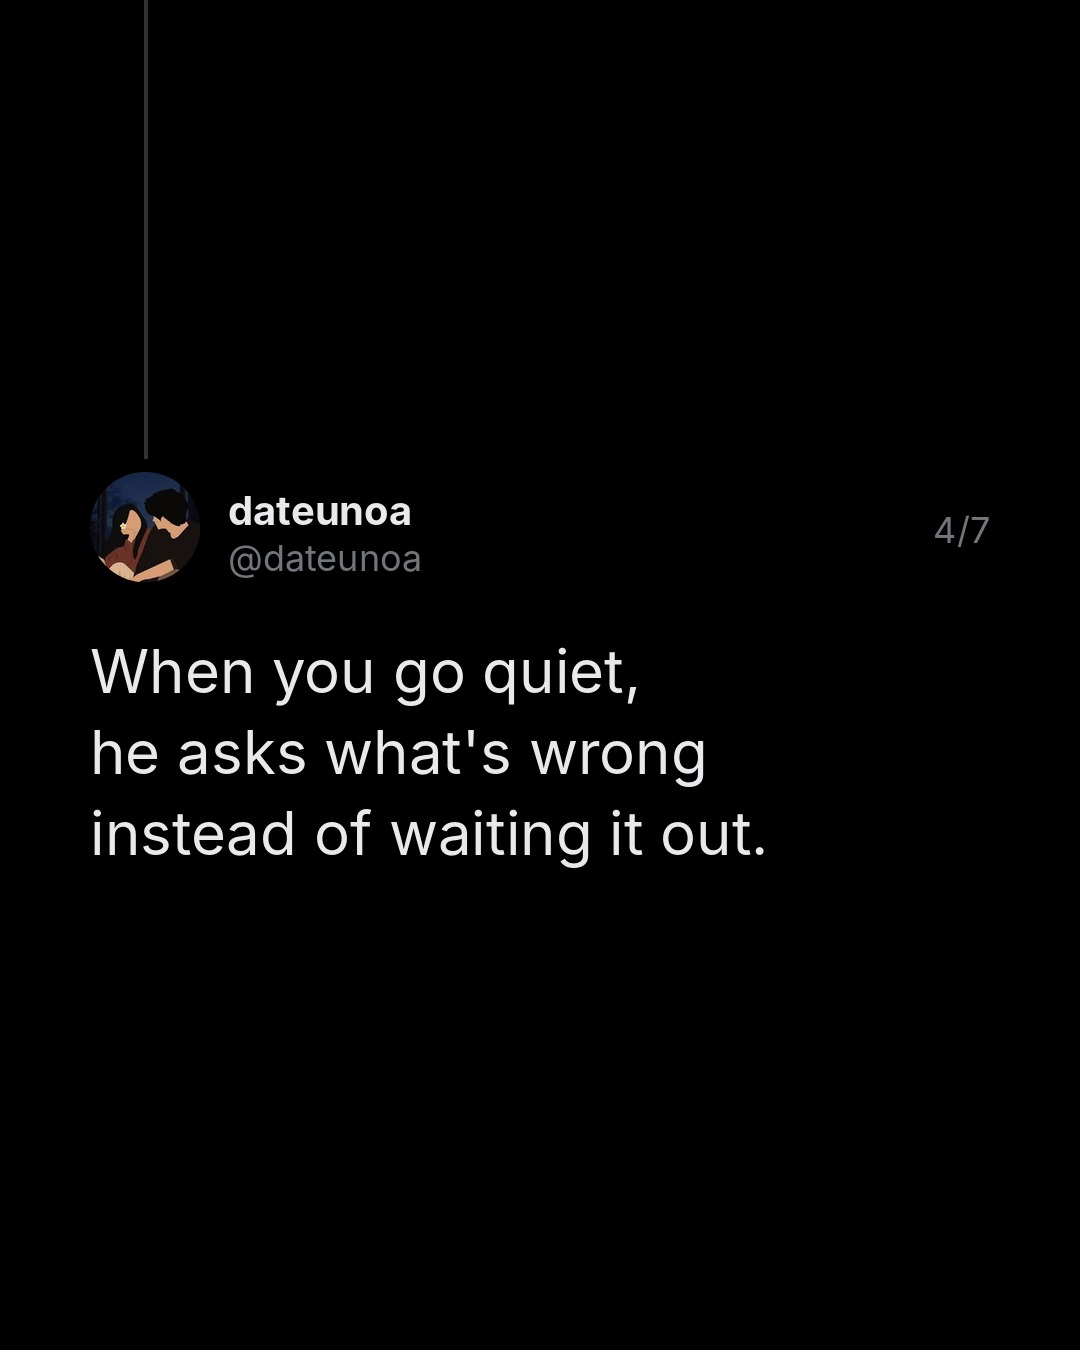 dateunoa
@dateunoa
4/7
When you go quiet,
he asks what's wrong
instead of waiting it out.